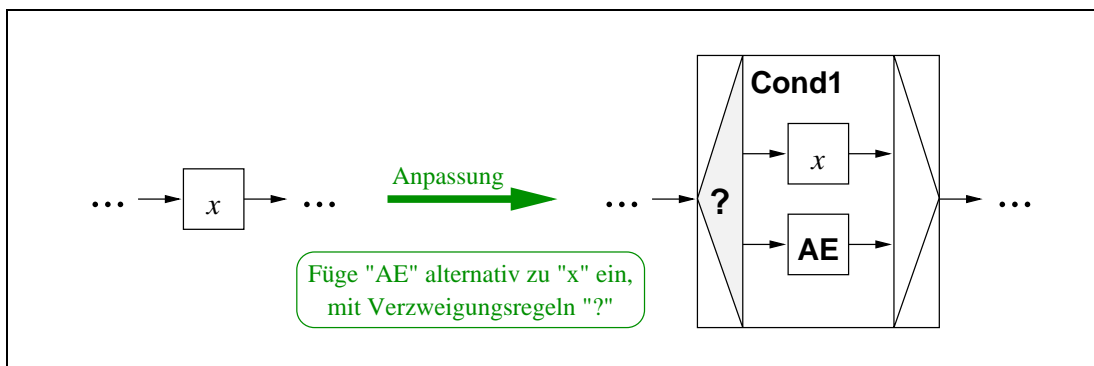 Cond1
... x ... Anpassung ... ? x ...
AE
Füge "AE" alternativ zu "x" ein,
mit Verzweigungsregeln "?"